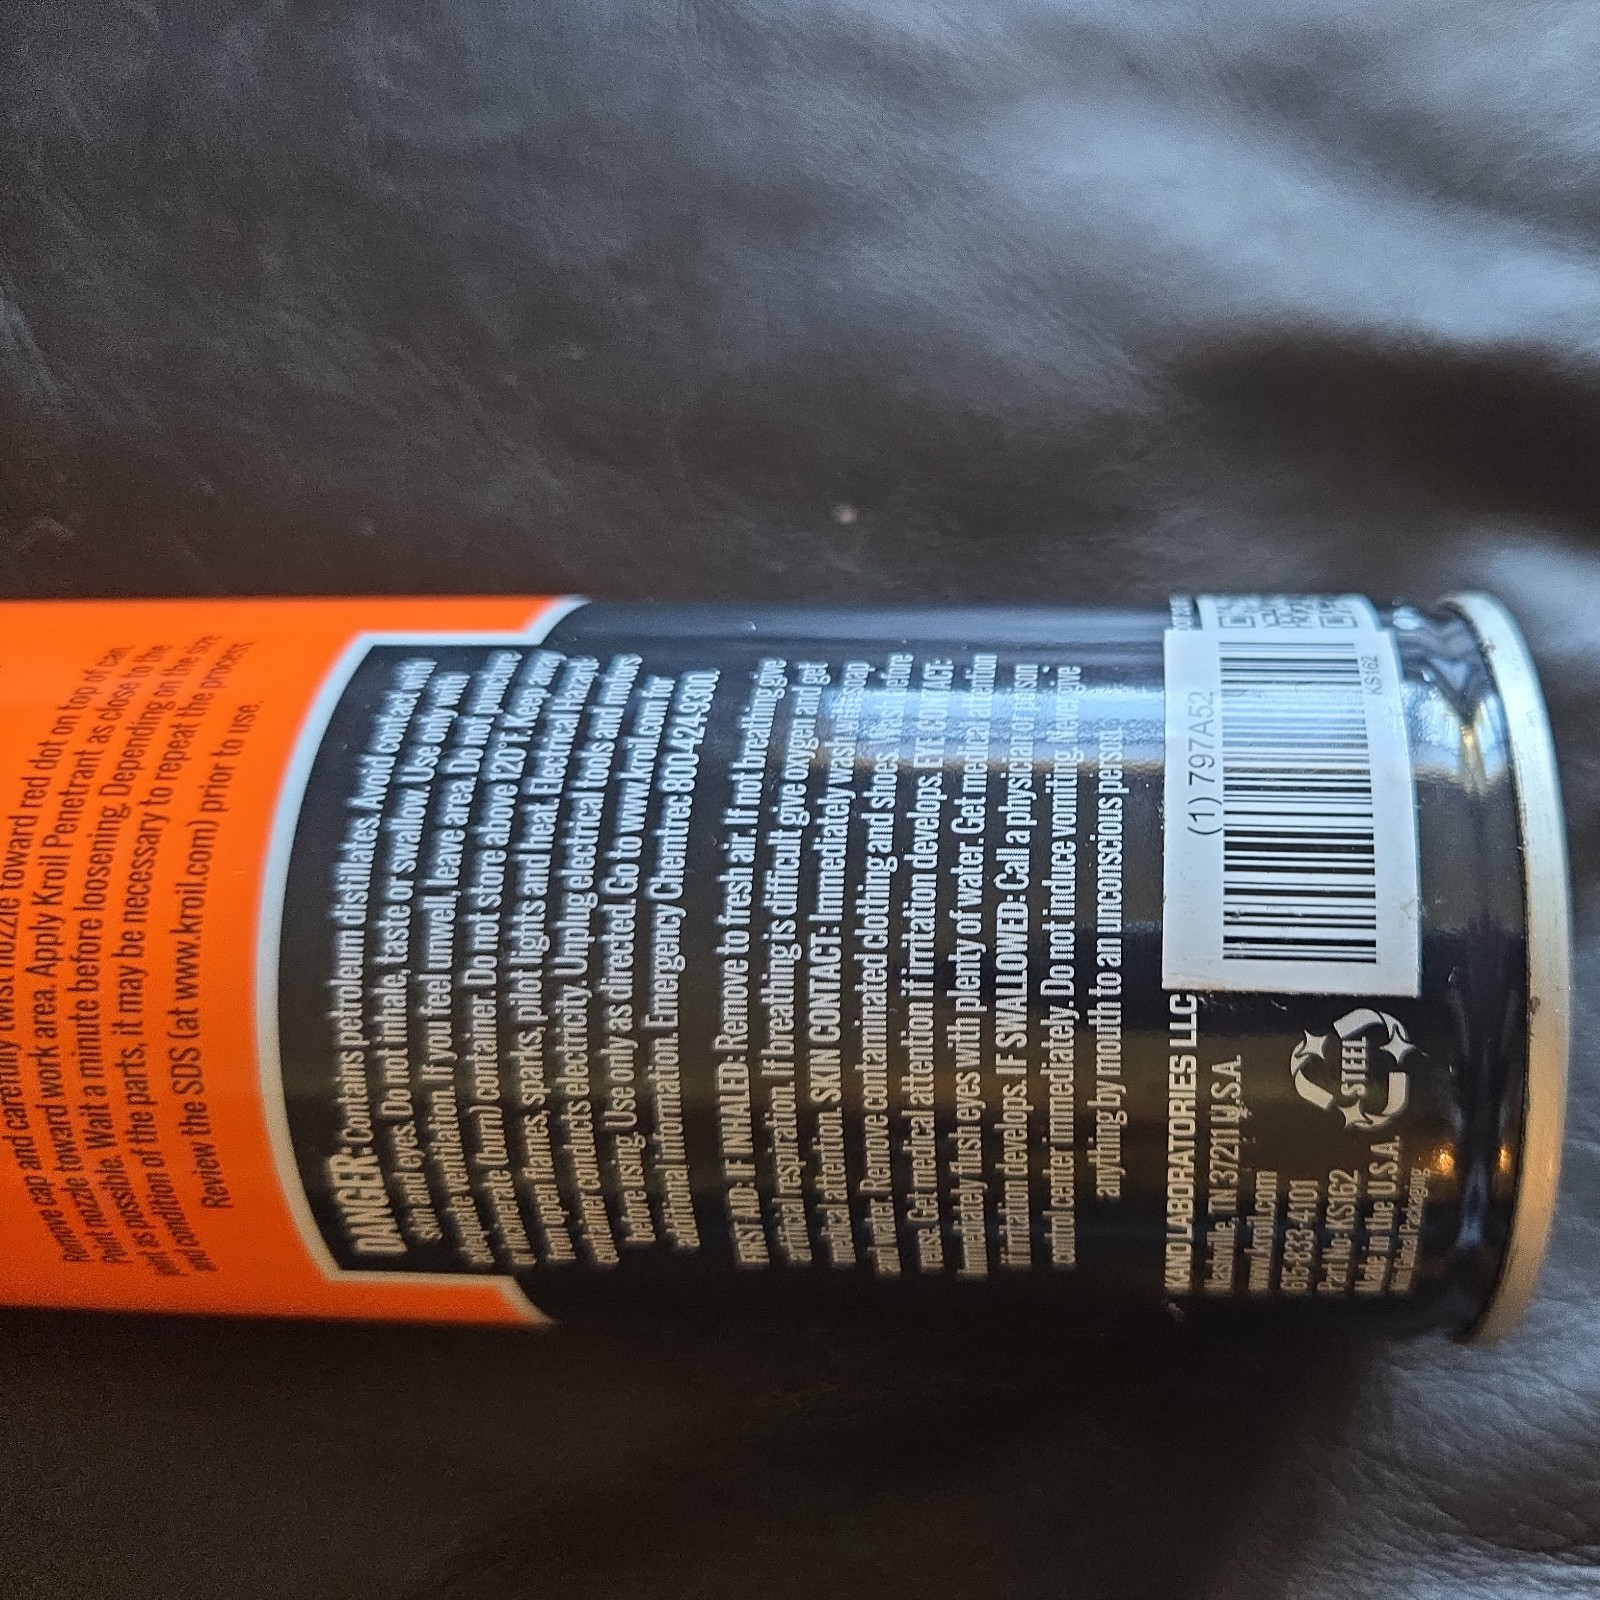 Remove cap and carefully twist nozzle toward red dot on top of can.
Point nozzle toward work area. Apply Kroil Penetrant as close to the
part as possible. Wait a minute before loosening. Depending on the size
and condition of the parts, it may be necessary to repeat the process.
Review the SDS (at www.kroil.com) prior to use.
DANGER: Contains petroleum distillates. Avoid contact with
skin and eyes. Do not inhale, taste or swallow. Use only with
adequate ventilation. If you feel unwell, leave area. Do not puncture
or incinerate (burn) container. Do not store above 120° F. Keep away
from open flames, sparks, pilot lights and heat. Electrical Hazard:
container conducts electricity. Unplug electrical tools and motors
before using. Use only as directed. Go to www.kroil.com for
additional information. Emergency Chemtrec 800.424.9300.
FIRST AID: IF INHALED: Remove to fresh air. If not breathing give
artificial respiration. If breathing is difficult give oxygen and get
medical attention. SKIN CONTACT: Immediately wash with soap
and water. Remove contaminated clothing and shoes. Wash before
reuse. Get medical attention if irritation develops. EYE CONTACT:
Immediately flush eyes with plenty of water. Get medical attention
if irritation develops. IF SWALLOWED: Call a physician or poison
control center immediately. Do not induce vomiting. Never give
anything by mouth to an unconscious person.
KANO LABORATORIES LLC
Nashville, TN 37211 U.S.A.
www.kroil.com
615-833-4101
Part No: KS162
Made in the U.S.A.
and Global Packaging
STEEL
(1) 797A52
KS162